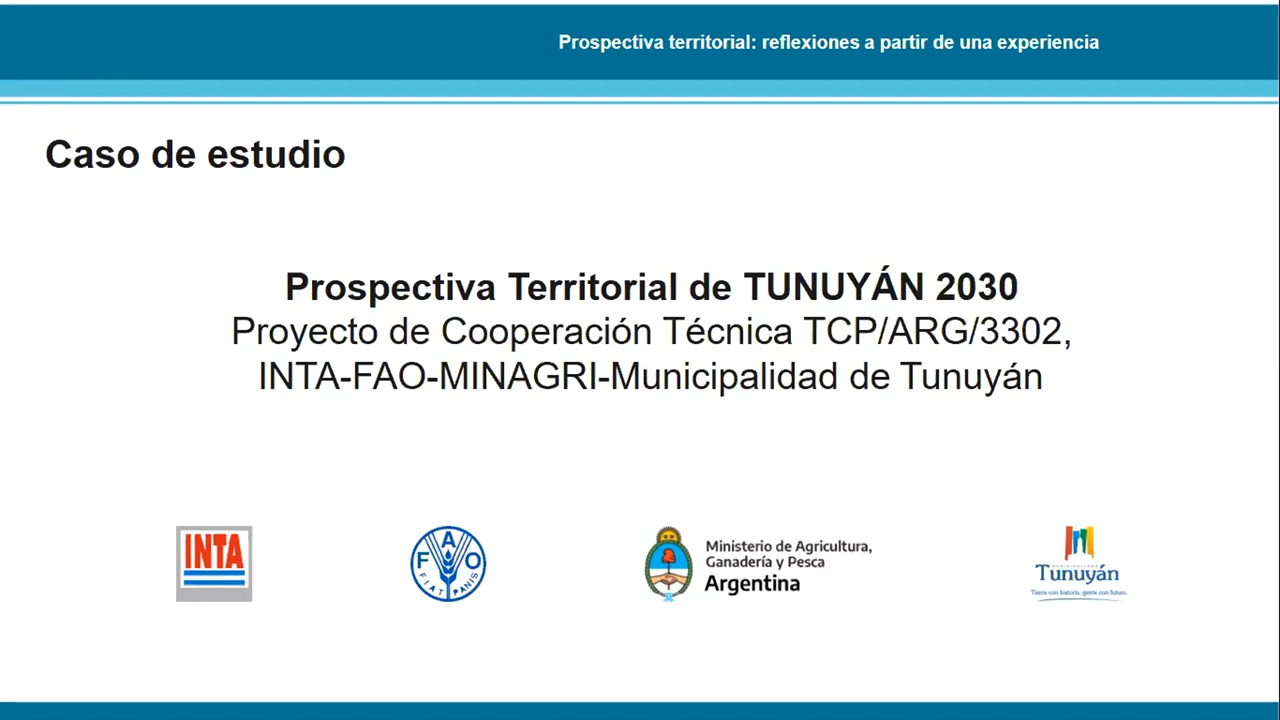 Prospectiva territorial: reflexiones a partir de una experiencia
Caso de estudio
Prospectiva Territorial de TUNUYÁN 2030
Proyecto de Cooperación Técnica TCP/ARG/3302,
INTA-FAO-MINAGRI-Municipalidad de Tunuyán
INTA
FAO
FIAT PANIS
Ministerio de Agricultura,
Ganadería y Pesca
Argentina
MUNICIPALIDAD
Tunuyán
Tierra con historia, gente con futuro.